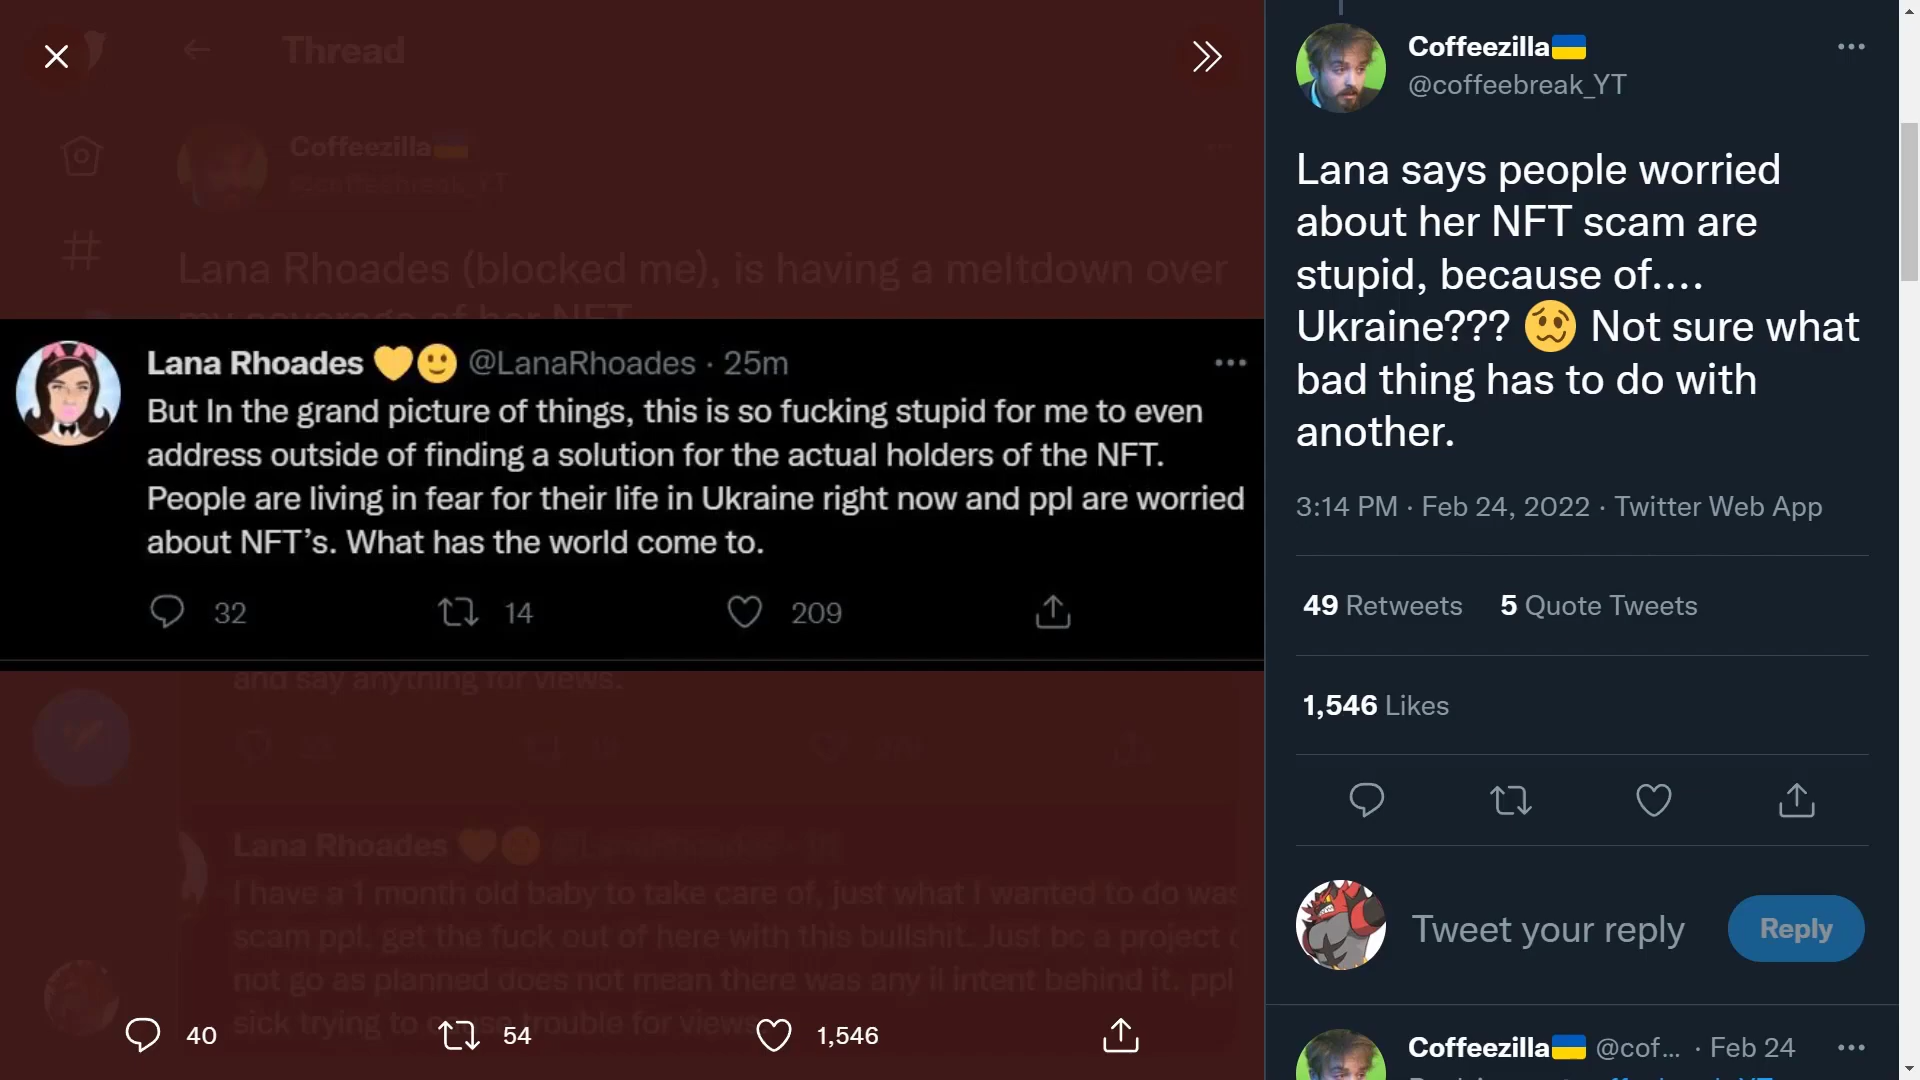 Thread
Coffeezilla🇺🇦
@coffeebreak_YT
Lana Rhoades (blocked me), is having a meltdown over
my coverage of her NFT
Lana Rhoades 💛🙂 @LanaRhoades · 25m
But In the grand picture of things, this is so fucking stupid for me to even
address outside of finding a solution for the actual holders of the NFT.
People are living in fear for their life in Ukraine right now and ppl are worried
about NFT’s. What has the world come to.
32 14 209
and say anything for views.
Lana Rhoades 💛🙂 @LanaRhoades
I have a 1 month old baby to take care of, just what I wanted to do was
scam ppl. get the fuck out of here with this bullshit. Just bc a project
not go as planned does not mean there was any il intent behind it. ppl
sick trying to cause trouble for views
40 54 1,546
Coffeezilla🇺🇦
@coffeebreak_YT
Lana says people worried
about her NFT scam are
stupid, because of....
Ukraine??? 🥴 Not sure what
bad thing has to do with
another.
3:14 PM · Feb 24, 2022 · Twitter Web App
49 Retweets 5 Quote Tweets
1,546 Likes
Tweet your reply Reply
Coffeezilla🇺🇦 @cof... · Feb 24